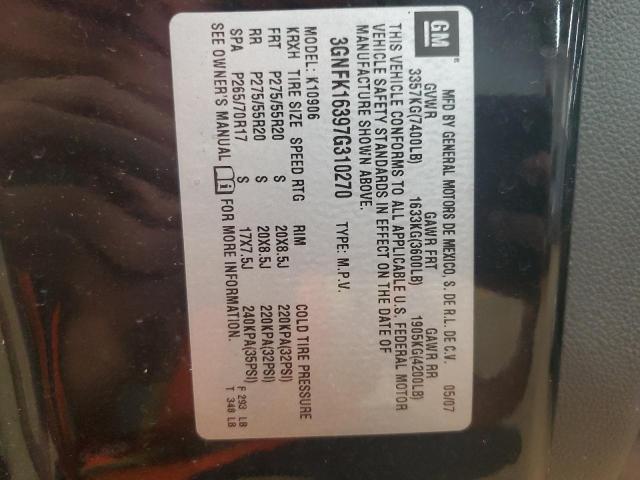 GM
MFD BY GENERAL MOTORS DE MEXICO, S. DE R.L. DE C.V. 05/07
GVWR GAWR FRT GAWR RR
3357KG(7400LB) 1633KG(3600LB) 1905KG(4200LB)
THIS VEHICLE CONFORMS TO ALL APPLICABLE U.S. FEDERAL MOTOR
VEHICLE SAFETY STANDARDS IN EFFECT ON THE DATE OF
MANUFACTURE SHOWN ABOVE.
3GNFK16397G310270 TYPE: M.P.V.
MODEL: K10906
KRXH TIRE SIZE SPEED RTG RIM COLD TIRE PRESSURE
FRT P275/55R20 S 20X8.5J 220KPA(32PSI)
RR P275/55R20 S 20X8.5J 220KPA(32PSI)
SPA P265/70R17 S 17X7.5J 240KPA(35PSI)
SEE OWNER'S MANUAL i FOR MORE INFORMATION.
F 293 LB
T 348 LB